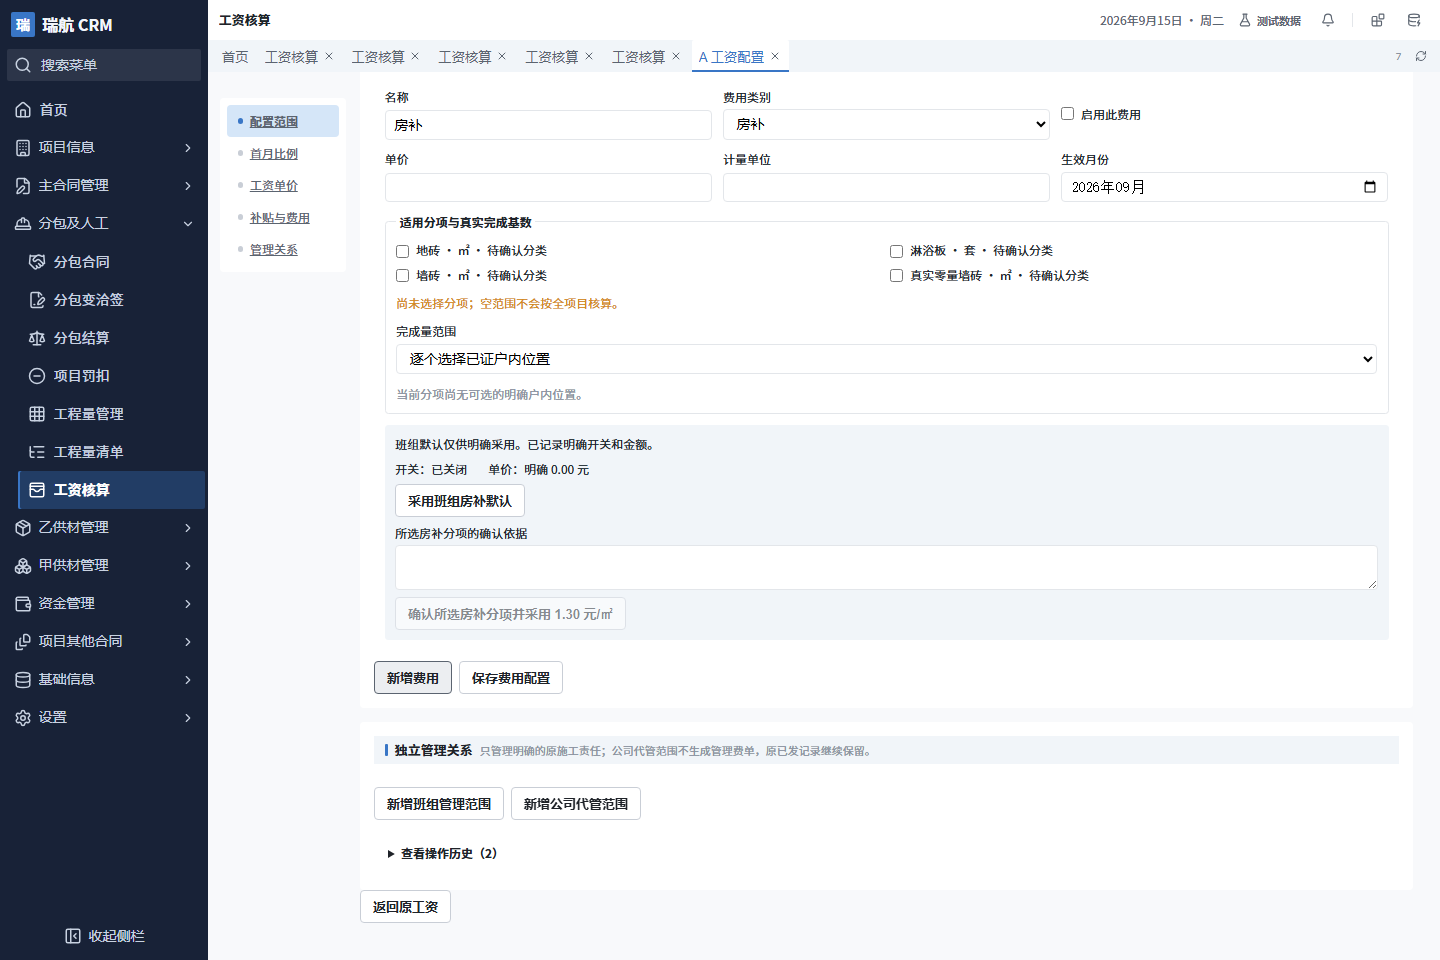 瑞 瑞航 CRM
搜索菜单
首页
项目信息
主合同管理
分包及人工
分包合同
分包变洽签
分包结算
项目罚扣
工程量管理
工程量清单
工资核算
乙供材管理
甲供材管理
资金管理
项目其他合同
基础信息
设置
收起侧栏
工资核算
2026年9月15日 · 周二 测试数据
首页 工资核算 × 工资核算 × 工资核算 × 工资核算 × 工资核算 × A 工资配置 × 7
配置范围
首月比例
工资单价
补贴与费用
管理关系
名称 费用类别
房补 房补 启用此费用
单价 计量单位 生效月份
2026年09月
适用分项与真实完成基数
地砖 · ㎡ · 待确认分类 淋浴板 · 套 · 待确认分类
墙砖 · ㎡ · 待确认分类 真实零量墙砖 · ㎡ · 待确认分类
尚未选择分项；空范围不会按全项目核算。
完成量范围
逐个选择已证户内位置
当前分项尚无可选的明确户内位置。
班组默认仅供明确采用。已记录明确开关和金额。
开关：已关闭 单价：明确 0.00 元
采用班组房补默认
所选房补分项的确认依据
确认所选房补分项并采用 1.30 元/㎡
新增费用 保存费用配置
独立管理关系 只管理明确的原施工责任；公司代管范围不生成管理费单，原已发记录继续保留。
新增班组管理范围 新增公司代管范围
▶ 查看操作历史（2）
返回原工资